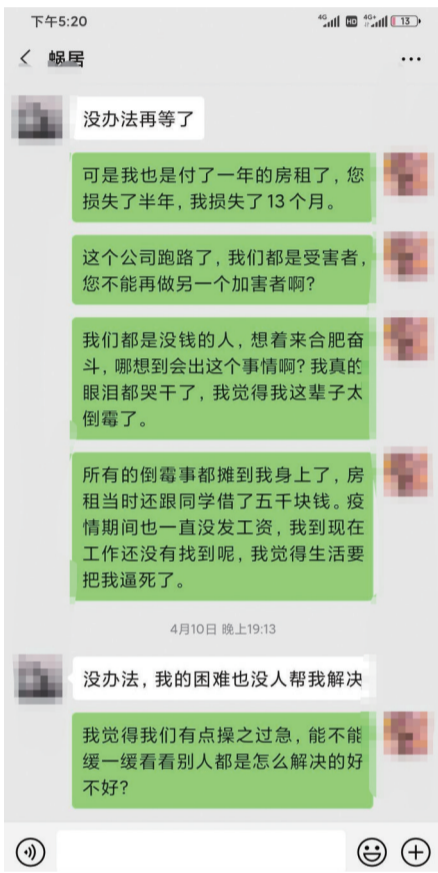 下午5:20
4G HD 4G+ 13
蜗居
没办法再等了
可是我也是付了一年的房租了，您
损失了半年，我损失了13个月。
这个公司跑路了，我们都是受害者，
您不能再做另一个加害者啊？
我们都是没钱的人，想着来合肥奋
斗，哪想到会出这个事情啊？我真的
眼泪都哭干了，我觉得我这辈子太
倒霉了。
所有的倒霉事都摊到我身上了，房
租当时还跟同学借了五千块钱。疫
情期间也一直没发工资，我到现在
工作还没有找到呢，我觉得生活要
把我逼死了。
4月10日 晚上19:13
没办法，我的困难也没人帮我解决
我觉得我们有点操之过急，能不能
缓一缓看看别人都是怎么解决的好
不好？